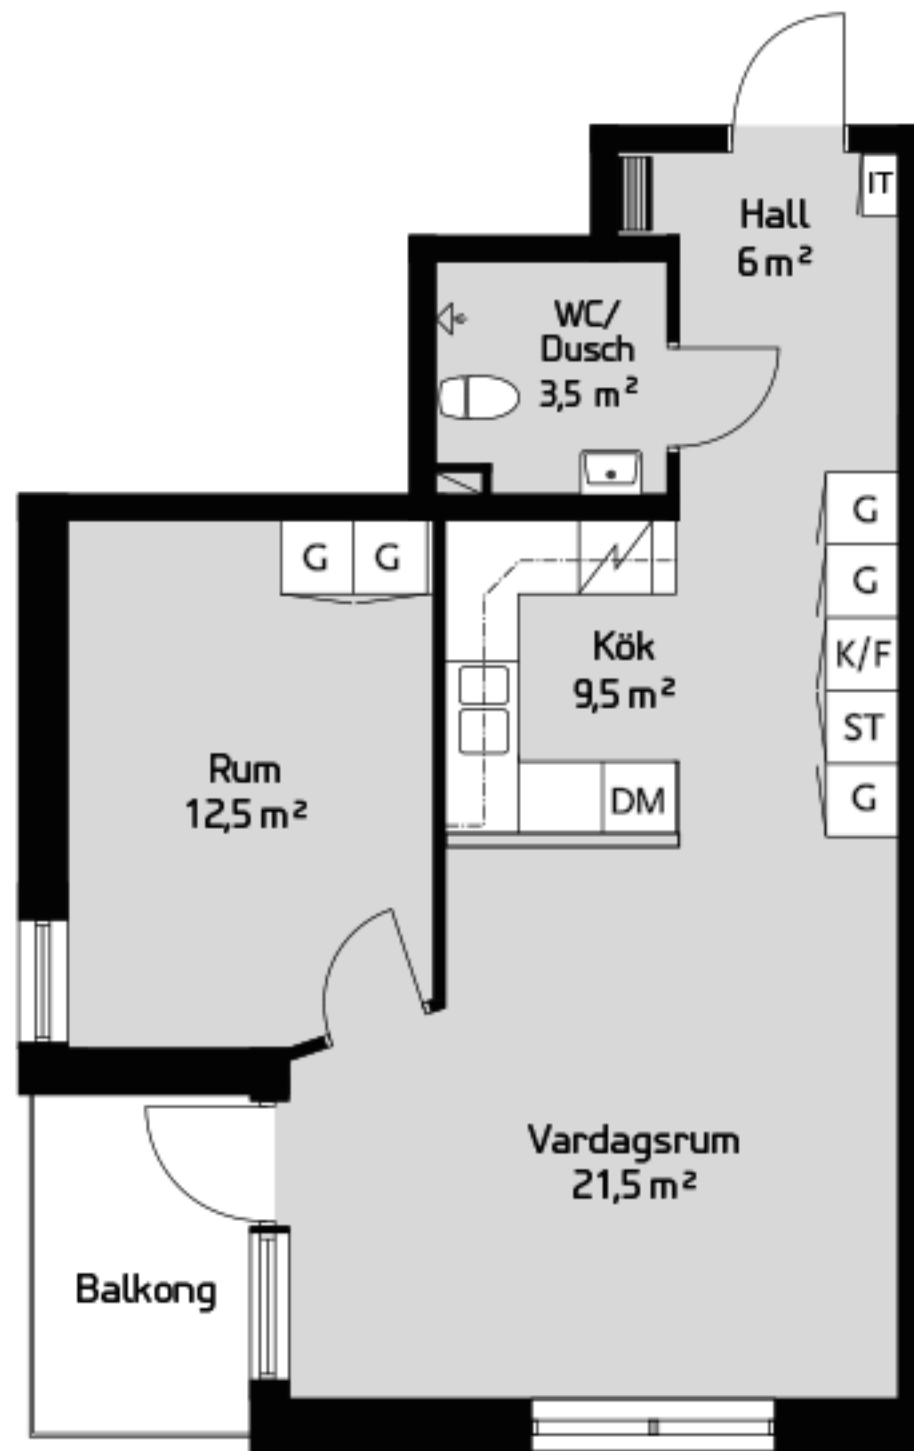 IT
Hall
6 m²
WC/
Dusch
3,5 m²
G
G
G
G
K/F
ST
G
Kök
9,5 m²
DM
Rum
12,5 m²
Vardagsrum
21,5 m²
Balkong